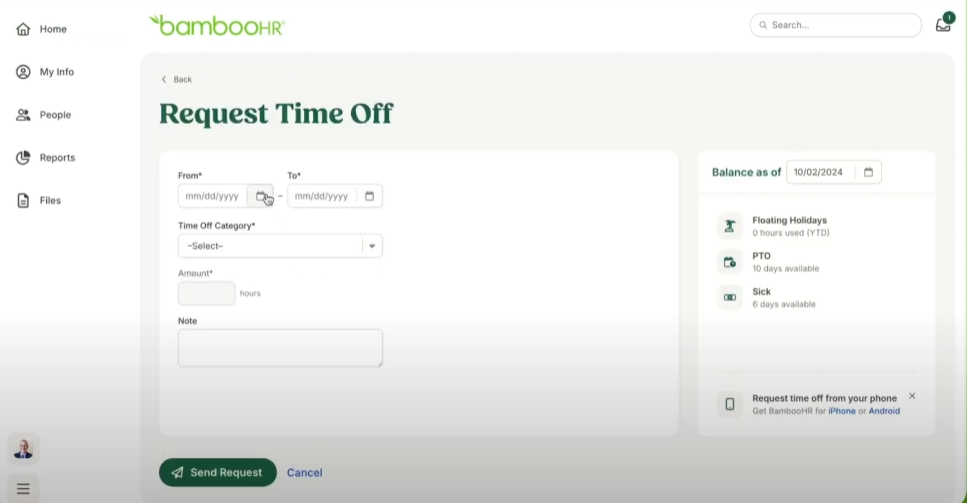 Home
bambooHR®
Search...
1
My Info
People
Reports
Files
Back
Request Time Off
From*
To*
mm/dd/yyyy
–
mm/dd/yyyy
Time Off Category*
–Select–
Amount*
hours
Note
Balance as of 10/02/2024
Floating Holidays
0 hours used (YTD)
PTO
10 days available
Sick
6 days available
Request time off from your phone
Get BambooHR for iPhone or Android
Send Request
Cancel